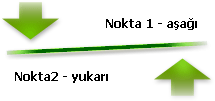 Nokta 1 - aşağı
Nokta2 - yukarı